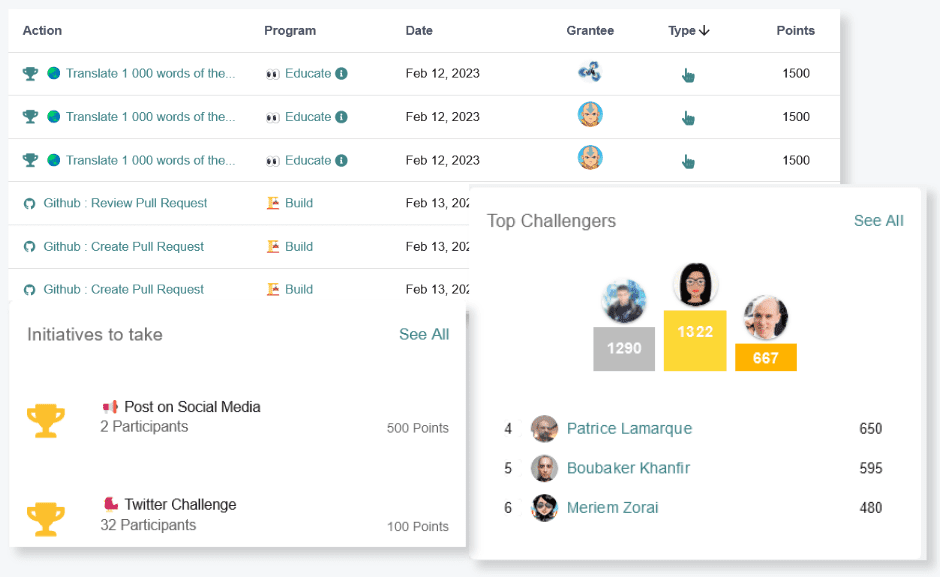 Action Program Date Grantee Type Points
Translate 1 000 words of the... Educate Feb 12, 2023 1500
Translate 1 000 words of the... Educate Feb 12, 2023 1500
Translate 1 000 words of the... Educate Feb 12, 2023 1500
Github : Review Pull Request Build Feb 13, 202
Github : Create Pull Request Build Feb 13, 202
Github : Create Pull Request Build Feb 13, 202
Initiatives to take See All
Post on Social Media
2 Participants 500 Points
Twitter Challenge
32 Participants 100 Points
Top Challengers See All
1290 1322 667
4 Patrice Lamarque 650
5 Boubaker Khanfir 595
6 Meriem Zorai 480